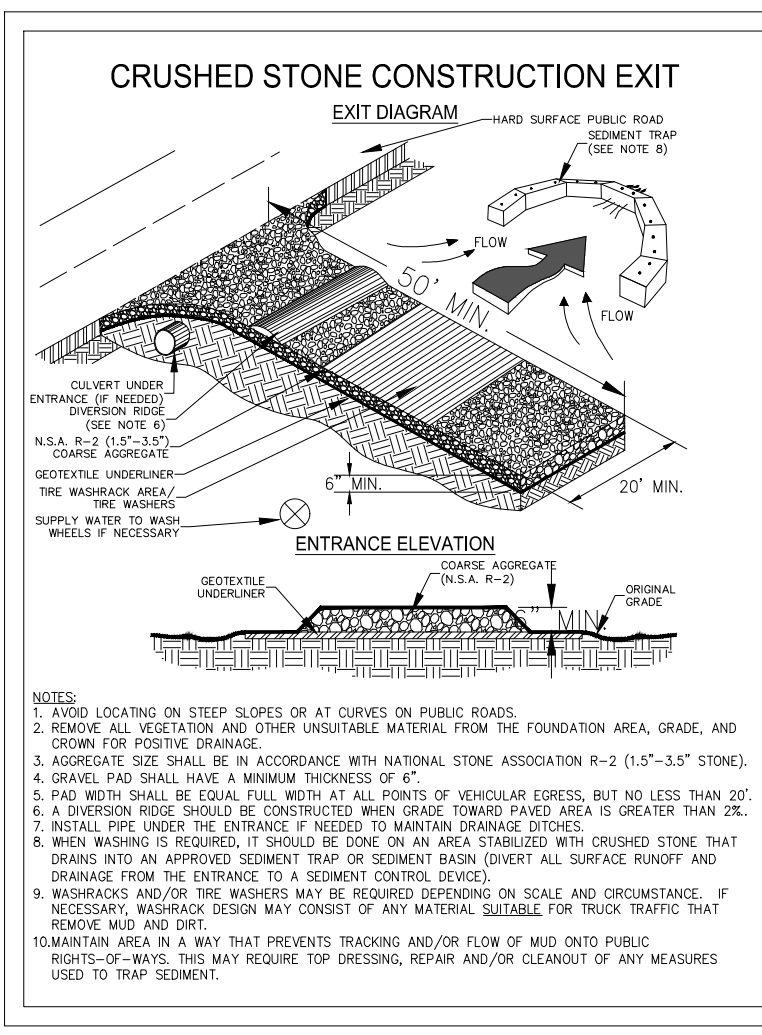 CRUSHED STONE CONSTRUCTION EXIT
EXIT DIAGRAM
HARD SURFACE PUBLIC ROAD
SEDIMENT TRAP
(SEE NOTE 8)
FLOW
50' MIN.
FLOW
CULVERT UNDER
ENTRANCE (IF NEEDED)
DIVERSION RIDGE
(SEE NOTE 6)
N.S.A. R-2 (1.5"-3.5")
COARSE AGGREGATE
GEOTEXTILE UNDERLINER
TIRE WASHRACK AREA/
TIRE WASHERS
SUPPLY WATER TO WASH
WHEELS IF NECESSARY
6" MIN.
20' MIN.
ENTRANCE ELEVATION
GEOTEXTILE
UNDERLINER
COARSE AGGREGATE
(N.S.A. R-2)
MIN.
ORIGINAL
GRADE
NOTES:
1. AVOID LOCATING ON STEEP SLOPES OR AT CURVES ON PUBLIC ROADS.
2. REMOVE ALL VEGETATION AND OTHER UNSUITABLE MATERIAL FROM THE FOUNDATION AREA, GRADE, AND
CROWN FOR POSITIVE DRAINAGE.
3. AGGREGATE SIZE SHALL BE IN ACCORDANCE WITH NATIONAL STONE ASSOCIATION R-2 (1.5"-3.5" STONE).
4. GRAVEL PAD SHALL HAVE A MINIMUM THICKNESS OF 6".
5. PAD WIDTH SHALL BE EQUAL FULL WIDTH AT ALL POINTS OF VEHICULAR EGRESS, BUT NO LESS THAN 20'.
6. A DIVERSION RIDGE SHOULD BE CONSTRUCTED WHEN GRADE TOWARD PAVED AREA IS GREATER THAN 2%..
7. INSTALL PIPE UNDER THE ENTRANCE IF NEEDED TO MAINTAIN DRAINAGE DITCHES.
8. WHEN WASHING IS REQUIRED, IT SHOULD BE DONE ON AN AREA STABILIZED WITH CRUSHED STONE THAT
DRAINS INTO AN APPROVED SEDIMENT TRAP OR SEDIMENT BASIN (DIVERT ALL SURFACE RUNOFF AND
DRAINAGE FROM THE ENTRANCE TO A SEDIMENT CONTROL DEVICE).
9. WASHRACKS AND/OR TIRE WASHERS MAY BE REQUIRED DEPENDING ON SCALE AND CIRCUMSTANCE. IF
NECESSARY, WASHRACK DESIGN MAY CONSIST OF ANY MATERIAL SUITABLE FOR TRUCK TRAFFIC THAT
REMOVE MUD AND DIRT.
10.MAINTAIN AREA IN A WAY THAT PREVENTS TRACKING AND/OR FLOW OF MUD ONTO PUBLIC
RIGHTS-OF-WAYS. THIS MAY REQUIRE TOP DRESSING, REPAIR AND/OR CLEANOUT OF ANY MEASURES
USED TO TRAP SEDIMENT.